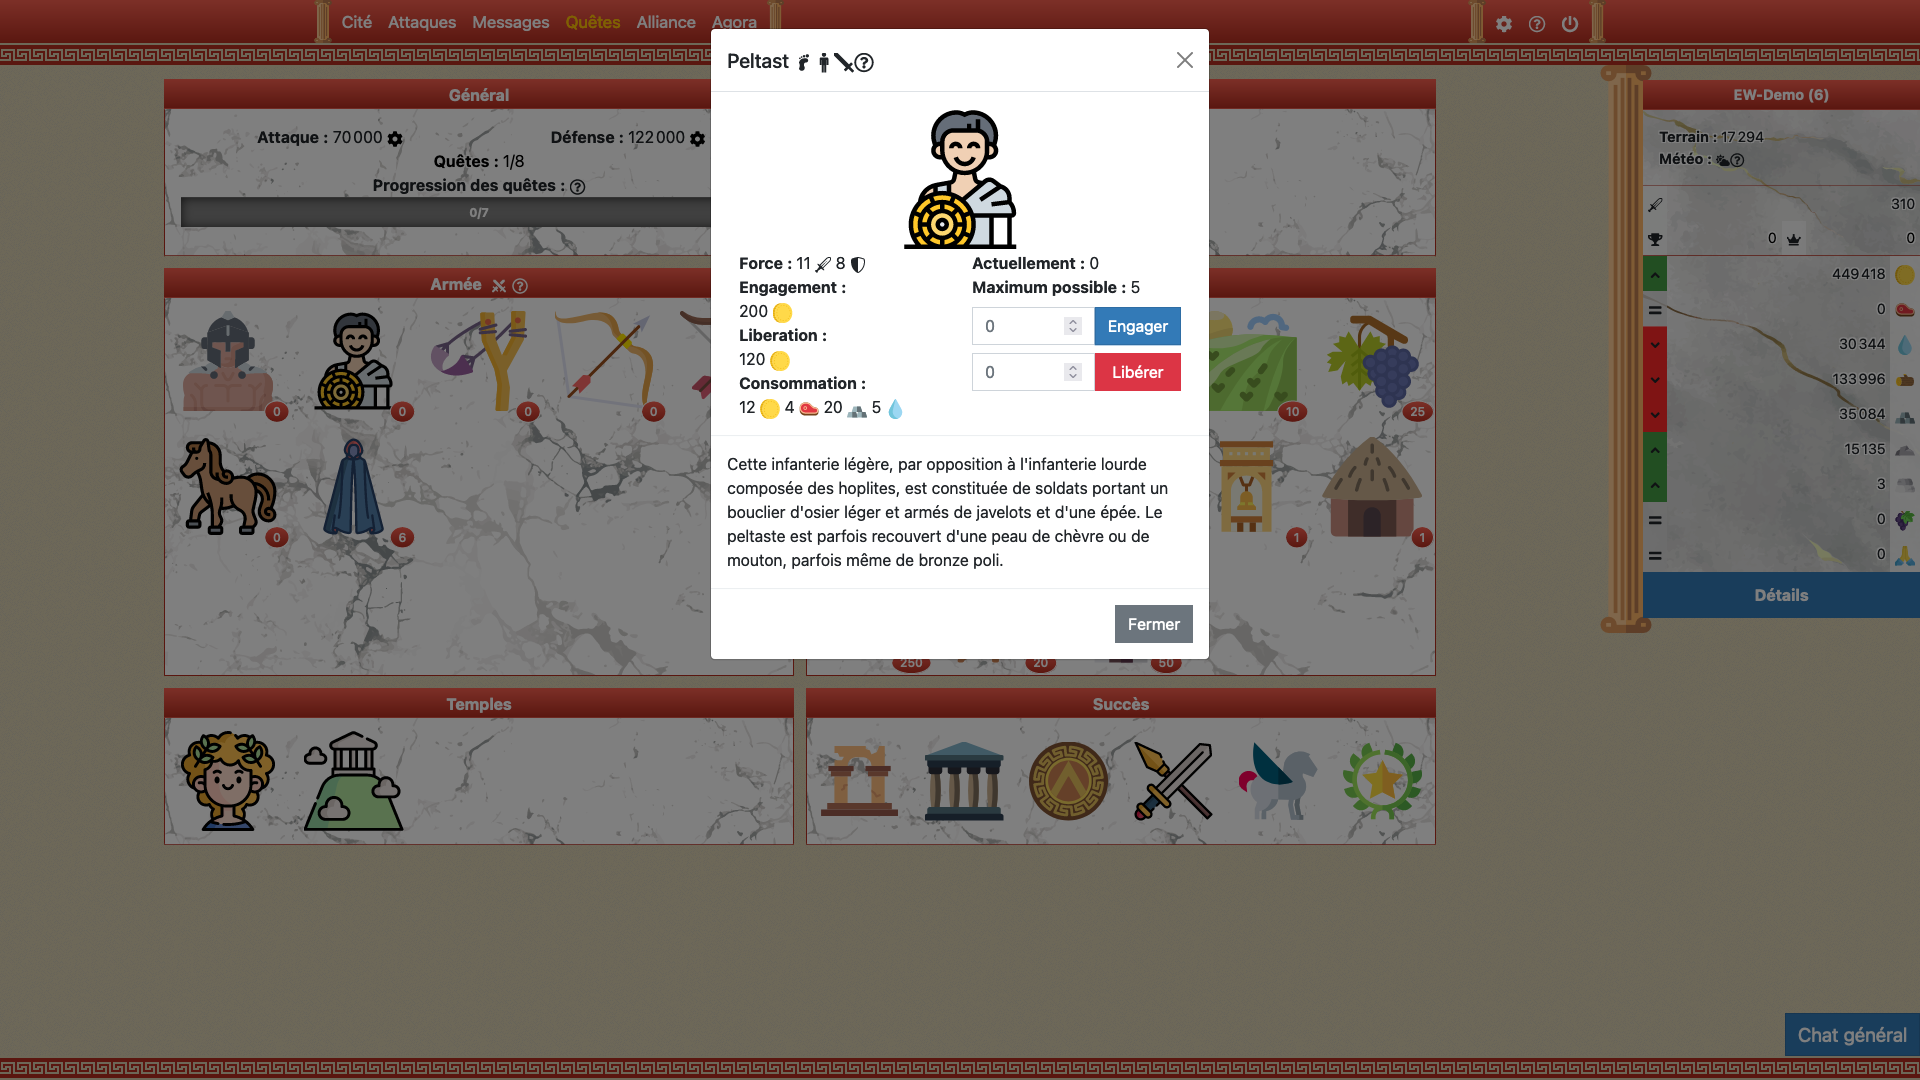 Cité Attaques Messages Quêtes Alliance Agora
Peltast
Général
Attaque : 70 000 Défense : 122 000
Quêtes : 1/8
Progression des quêtes :
0/7
Armée
0 0 0 0
0 6
Force : 11 8
Engagement :
200
Liberation :
120
Consommation :
12 4 20 5
Actuellement : 0
Maximum possible : 5
0 Engager
0 Libérer
Cette infanterie légère, par opposition à l'infanterie lourde
composée des hoplites, est constituée de soldats portant un
bouclier d'osier léger et armés de javelots et d'une épée. Le
peltaste est parfois recouvert d'une peau de chèvre ou de
mouton, parfois même de bronze poli.
Fermer
10 25
1 1
250 20 50
EW-Demo (6)
Terrain : 17 294
Météo :
310
0 0
449 418
0
30 344
133 996
35 084
15 135
3
0
0
Détails
Temples
Succès
Chat général